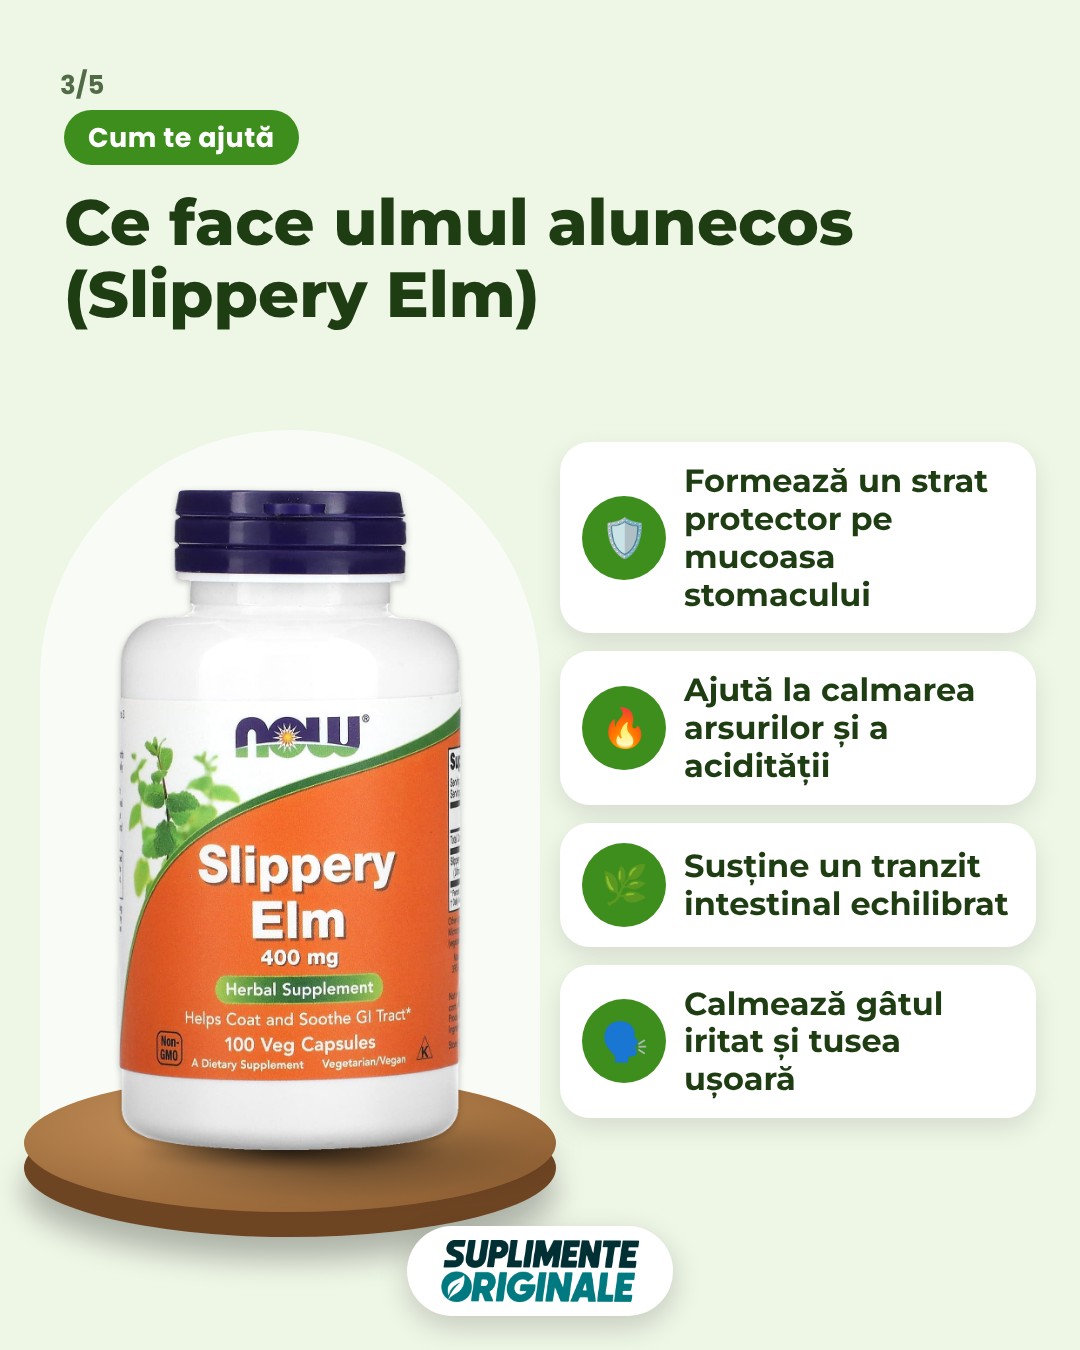 3/5
Cum te ajută
Ce face ulmul alunecos
(Slippery Elm)
Formează un strat
protector pe
mucoasa
stomacului
Ajută la calmarea
arsurilor și a
acidității
Susține un tranzit
intestinal echilibrat
Calmează gâtul
iritat și tusea
ușoară
now®
Slippery
Elm
400 mg
Herbal Supplement
Helps Coat and Soothe GI Tract*
Non-
GMO
100 Veg Capsules
A Dietary Supplement Vegetarian/Vegan
K
SUPLIMENTE
ORIGINALE